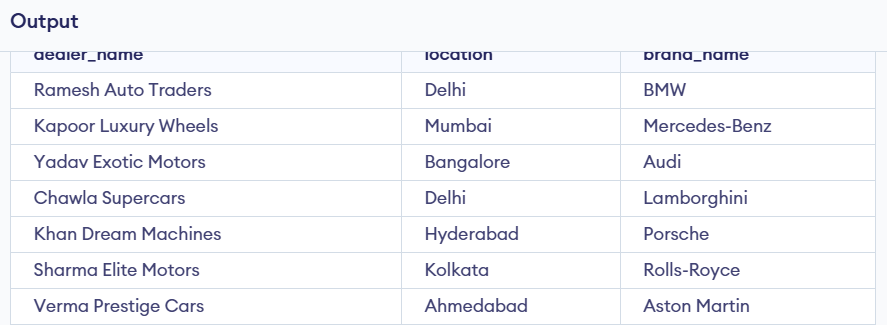 Output
dealer_name location brand_name
Ramesh Auto Traders Delhi BMW
Kapoor Luxury Wheels Mumbai Mercedes-Benz
Yadav Exotic Motors Bangalore Audi
Chawla Supercars Delhi Lamborghini
Khan Dream Machines Hyderabad Porsche
Sharma Elite Motors Kolkata Rolls-Royce
Verma Prestige Cars Ahmedabad Aston Martin